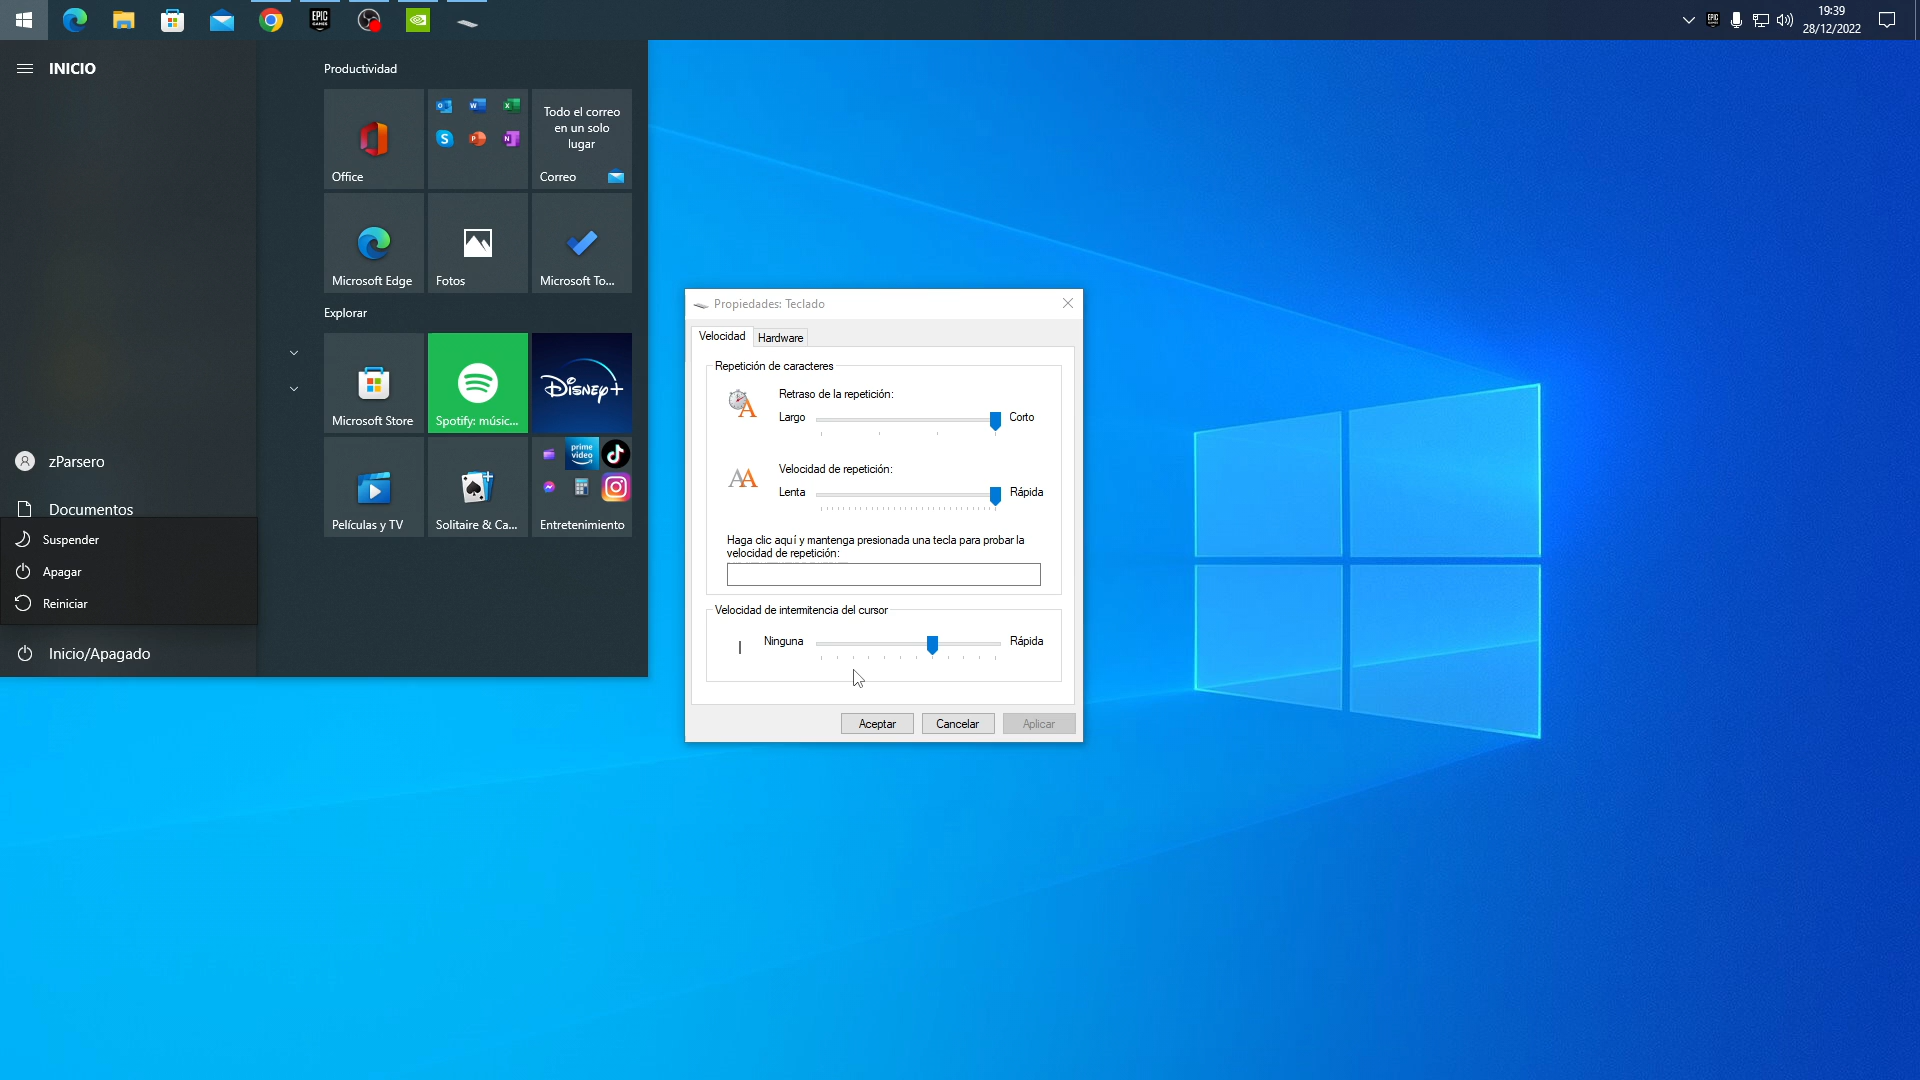 EPIC
GAMES
EPIC
GAMES
19:39
28/12/2022
INICIO
Productividad
Todo el correo
en un solo
lugar
Office
Correo
Microsoft Edge
Fotos
Microsoft To...
Explorar
Disney+
Microsoft Store
Spotify: músic...
prime
video
Películas y TV
Solitaire & Ca...
Entretenimiento
zParsero
Documentos
Suspender
Apagar
Reiniciar
Inicio/Apagado
Propiedades: Teclado
Velocidad
Hardware
Repetición de caracteres
Retraso de la repetición:
Largo
Corto
Velocidad de repetición:
Lenta
Rápida
Haga clic aquí y mantenga presionada una tecla para probar la
velocidad de repetición:
Velocidad de intermitencia del cursor
Ninguna
Rápida
Aceptar
Cancelar
Aplicar